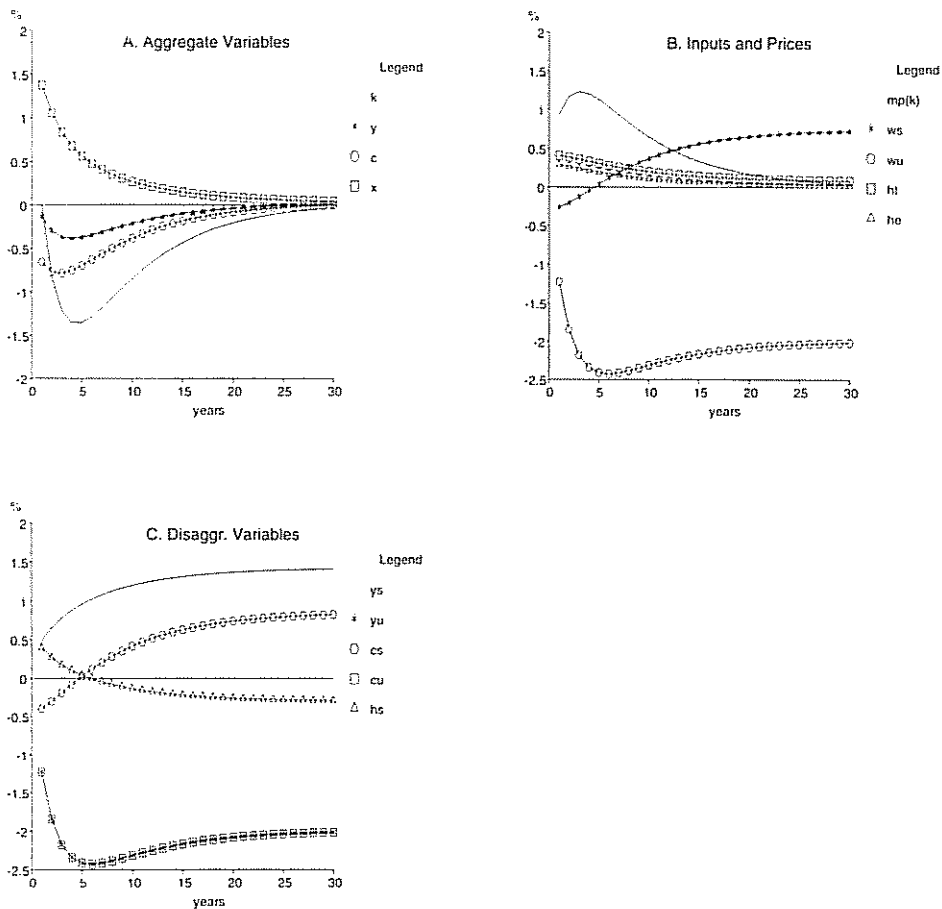 %
A. Aggregate Variables
2
1.5
1
0.5
0
-0.5
-1
-1.5
-2
0 5 10 15 20 25 30
years
Legend
k
y
c
x
%
B. Inputs and Prices
2
1.5
1
0.5
0
-0.5
-1
-1.5
-2
-2.5
0 5 10 15 20 25 30
years
Legend
mp(k)
ws
wu
ht
he
%
C. Disaggr. Variables
2
1.5
1
0.5
0
-0.5
-1
-1.5
-2
-2.5
0 5 10 15 20 25 30
years
Legend
ys
yu
cs
cu
hs